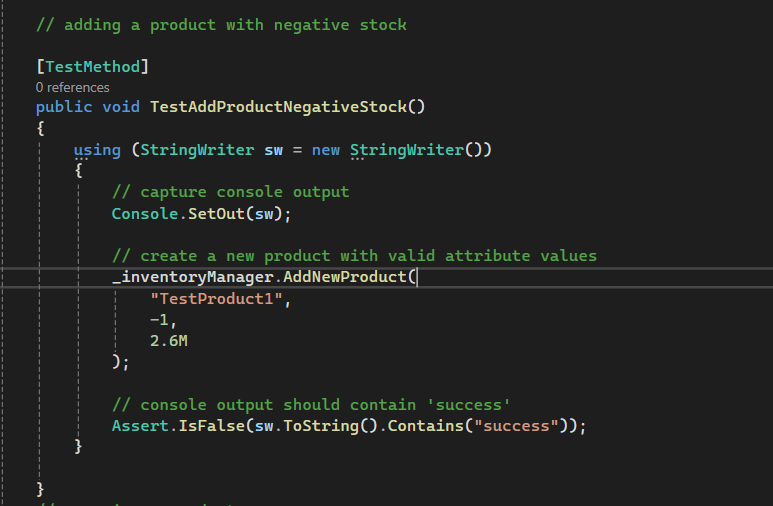 // adding a product with negative stock
[TestMethod]
0 references
public void TestAddProductNegativeStock()
{
using (StringWriter sw = new StringWriter())
{
// capture console output
Console.SetOut(sw);
// create a new product with valid attribute values
_inventoryManager.AddNewProduct(
"TestProduct1",
-1,
2.6M
);
// console output should contain 'success'
Assert.IsFalse(sw.ToString().Contains("success"));
}
}